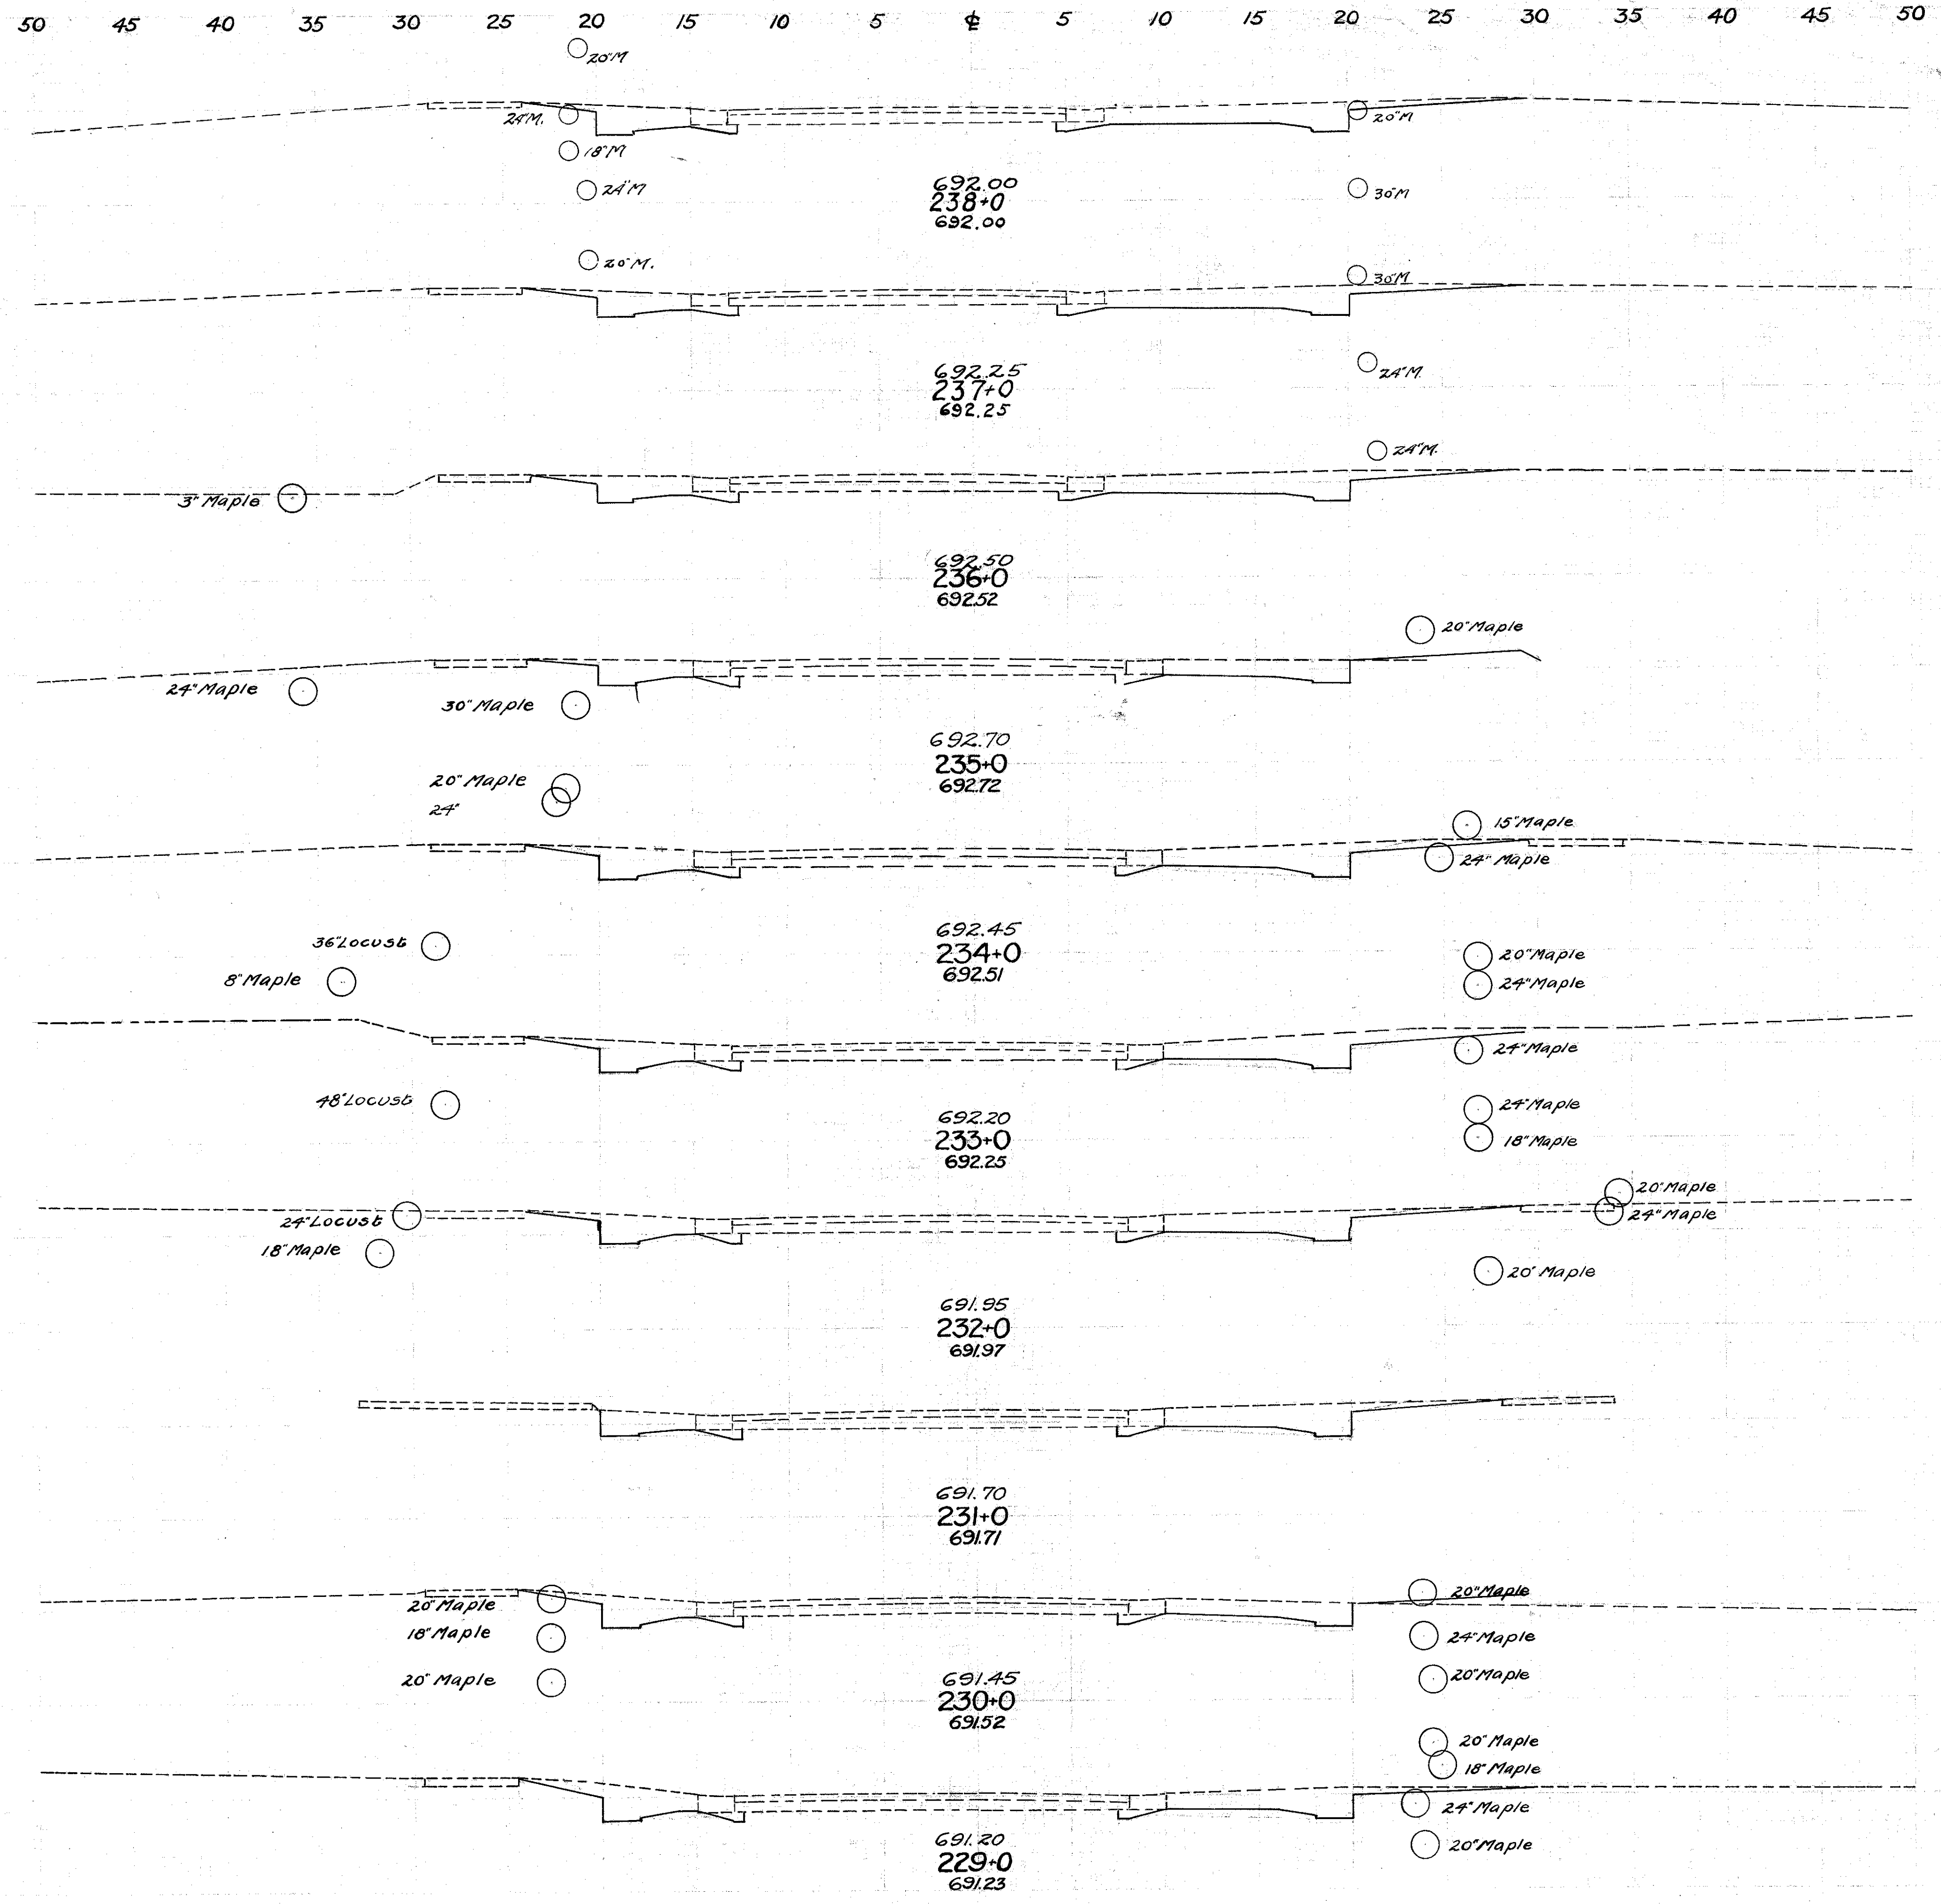 50 45 40 35 30 25 20 15 10 5 ℄ 5 10 15 20 25 30 35 40 45 50
20"M
24"M.
20"M
18"M
24"M
30"M
692.00
238+0
692.00
20"M.
30"M
24"M.
692.25
237+0
692.25
24"M.
3" Maple
692.50
236+0
692.52
20" Maple
24" Maple
30" Maple
692.70
235+0
692.72
20" Maple
24"
15" Maple
24" Maple
36" Locust
692.45
234+0
692.51
20" Maple
8" Maple
24" Maple
24" Maple
48" Locust
24" Maple
692.20
233+0
692.25
18" Maple
20" Maple
24" Locust
24" Maple
18" Maple
20" Maple
691.95
232+0
691.97
691.70
231+0
691.71
20" Maple
20" Maple
18" Maple
24" Maple
20" Maple
20" Maple
691.45
230+0
691.52
20" Maple
18" Maple
24" Maple
691.20
229+0
691.23
20" Maple